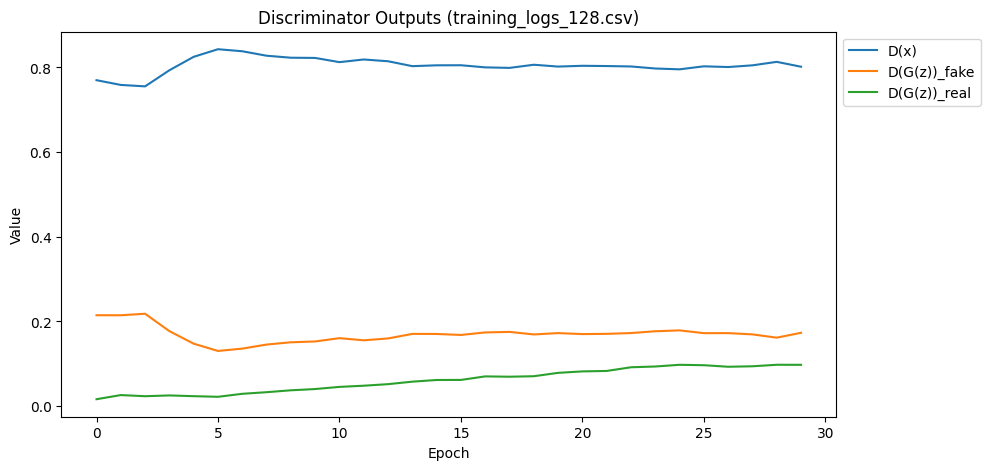 Discriminator Outputs (training_logs_128.csv)
D(x)
D(G(z))_fake
D(G(z))_real
Value
0.8
0.6
0.4
0.2
0.0
0 5 10 15 20 25 30
Epoch